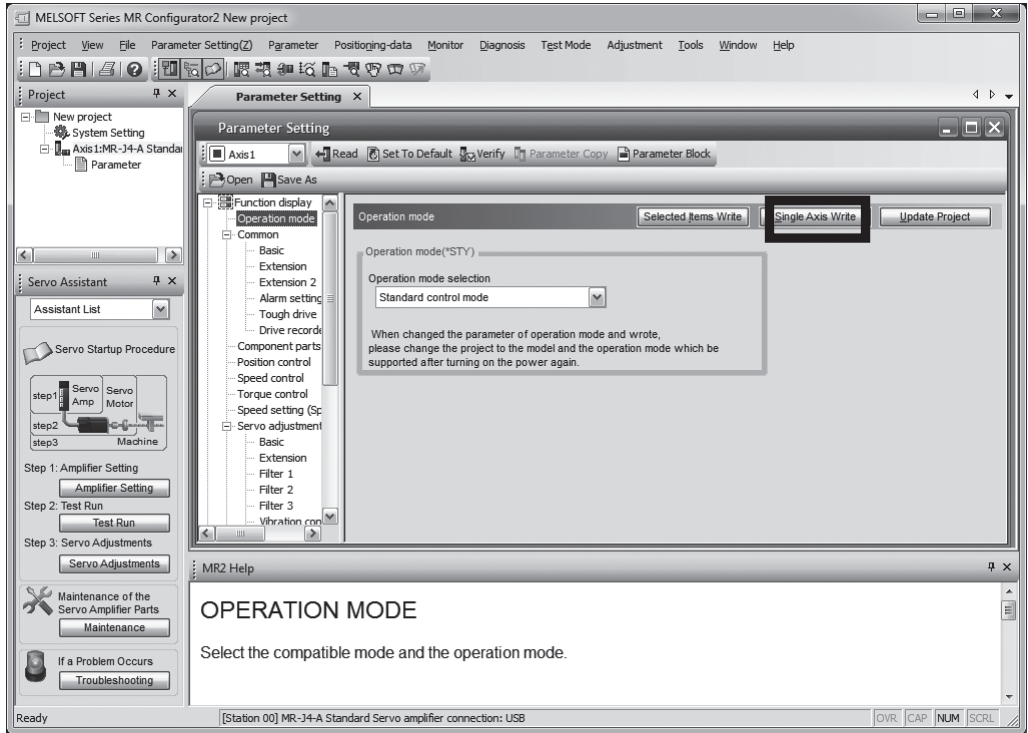 MELSOFT Series MR Configurator2 New project
Project View File Parameter Setting(Z) Parameter Positioning-data Monitor Diagnosis Test Mode Adjustment Tools Window Help
Project
New project
System Setting
Axis1:MR-J4-A Standar
Parameter
Servo Assistant
Assistant List
Servo Startup Procedure
step1
Servo Amp
Servo Motor
step2
step3
Machine
Step 1: Amplifier Setting
Amplifier Setting
Step 2: Test Run
Test Run
Step 3: Servo Adjustments
Servo Adjustments
Maintenance of the
Servo Amplifier Parts
Maintenance
If a Problem Occurs
Troubleshooting
Parameter Setting
Parameter Setting
Axis1 Read Set To Default Verify Parameter Copy Parameter Block
Open Save As
Function display
Operation mode
Common
Basic
Extension
Extension 2
Alarm setting
Tough drive
Drive recorde
Component parts
Position control
Speed control
Torque control
Speed setting (Sp
Servo adjustment
Basic
Extension
Filter 1
Filter 2
Filter 3
Vibration con
Operation mode Selected Items Write Single Axis Write Update Project
Operation mode(*STY)
Operation mode selection
Standard control mode
When changed the parameter of operation mode and wrote,
please change the project to the model and the operation mode which be
supported after turning on the power again.
MR2 Help
OPERATION MODE
Select the compatible mode and the operation mode.
Ready [Station 00] MR-J4-A Standard Servo amplifier connection: USB OVR CAP NUM SCRL